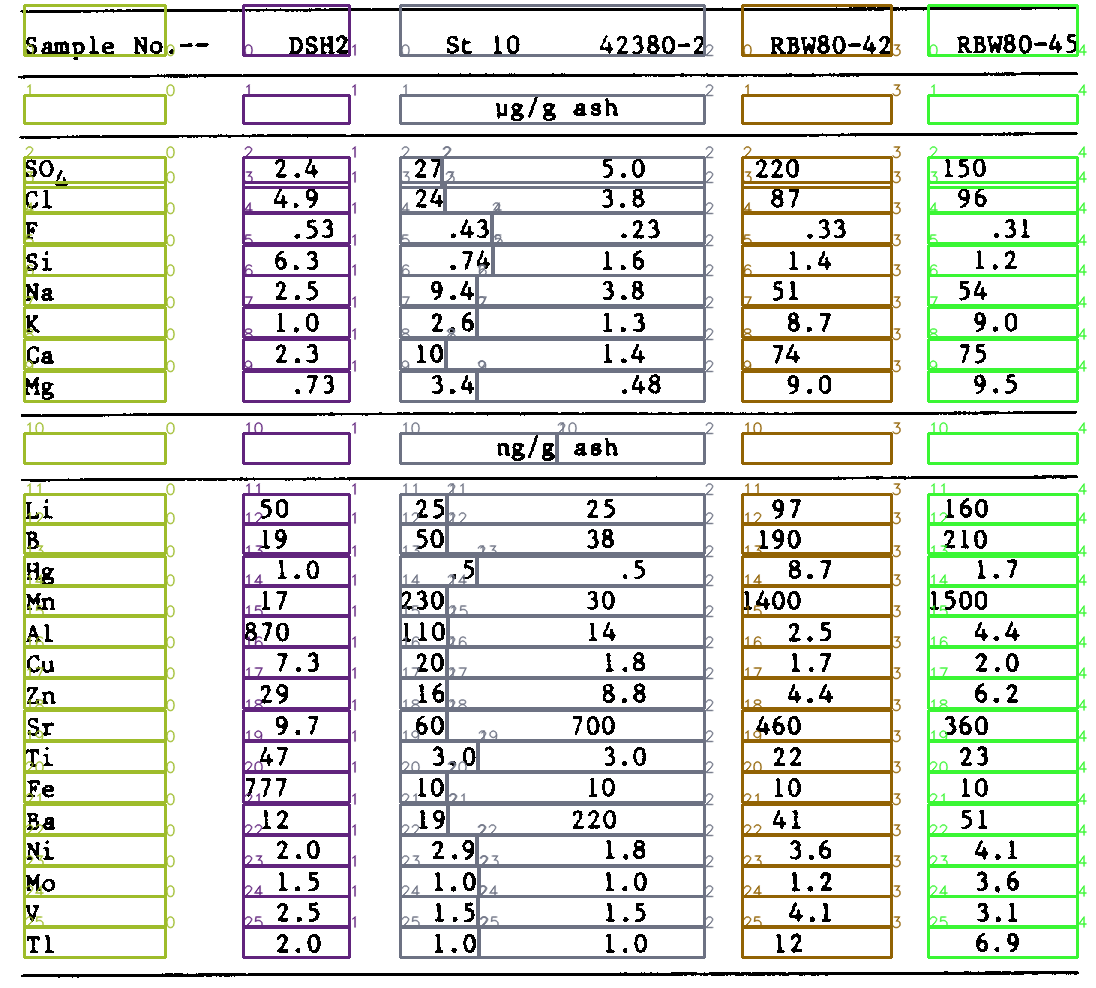 Sample No.-- DSH2 St 10 42380-2 RBW80-42 RBW80-45
µg/g ash
SO4 2.4 27 5.0 220 150
Cl 4.9 24 3.8 87 96
F .53 .43 .23 .33 .31
Si 6.3 .74 1.6 1.4 1.2
Na 2.5 9.4 3.8 51 54
K 1.0 2.6 1.3 8.7 9.0
Ca 2.3 10 1.4 74 75
Mg .73 3.4 .48 9.0 9.5
ng/g ash
Li 50 25 25 97 160
B 19 50 38 190 210
Hg 1.0 .5 .5 8.7 1.7
Mn 17 230 30 1400 1500
Al 870 110 14 2.5 4.4
Cu 7.3 20 1.8 1.7 2.0
Zn 29 16 8.8 4.4 6.2
Sr 9.7 60 700 460 360
Ti 47 3.0 3.0 22 23
Fe 777 10 10 10 10
Ba 12 19 220 41 51
Ni 2.0 2.9 1.8 3.6 4.1
Mo 1.5 1.0 1.0 1.2 3.6
V 2.5 1.5 1.5 4.1 3.1
Tl 2.0 1.0 1.0 12 6.9